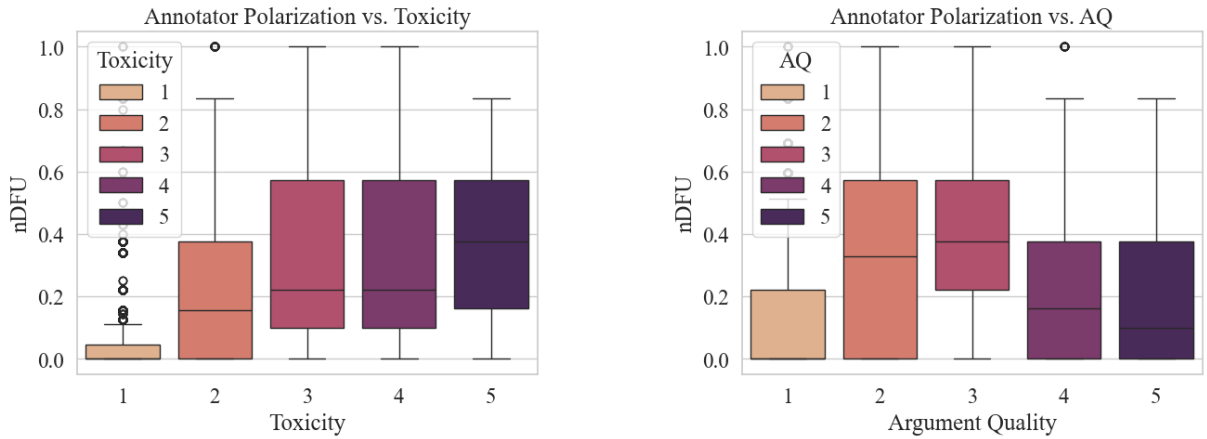 Annotator Polarization vs. Toxicity
nDFU
1.0
0.8
0.6
0.4
0.2
0.0
Toxicity
1
2
3
4
5
1 2 3 4 5
Toxicity
Annotator Polarization vs. AQ
nDFU
1.0
0.8
0.6
0.4
0.2
0.0
AQ
1
2
3
4
5
1 2 3 4 5
Argument Quality